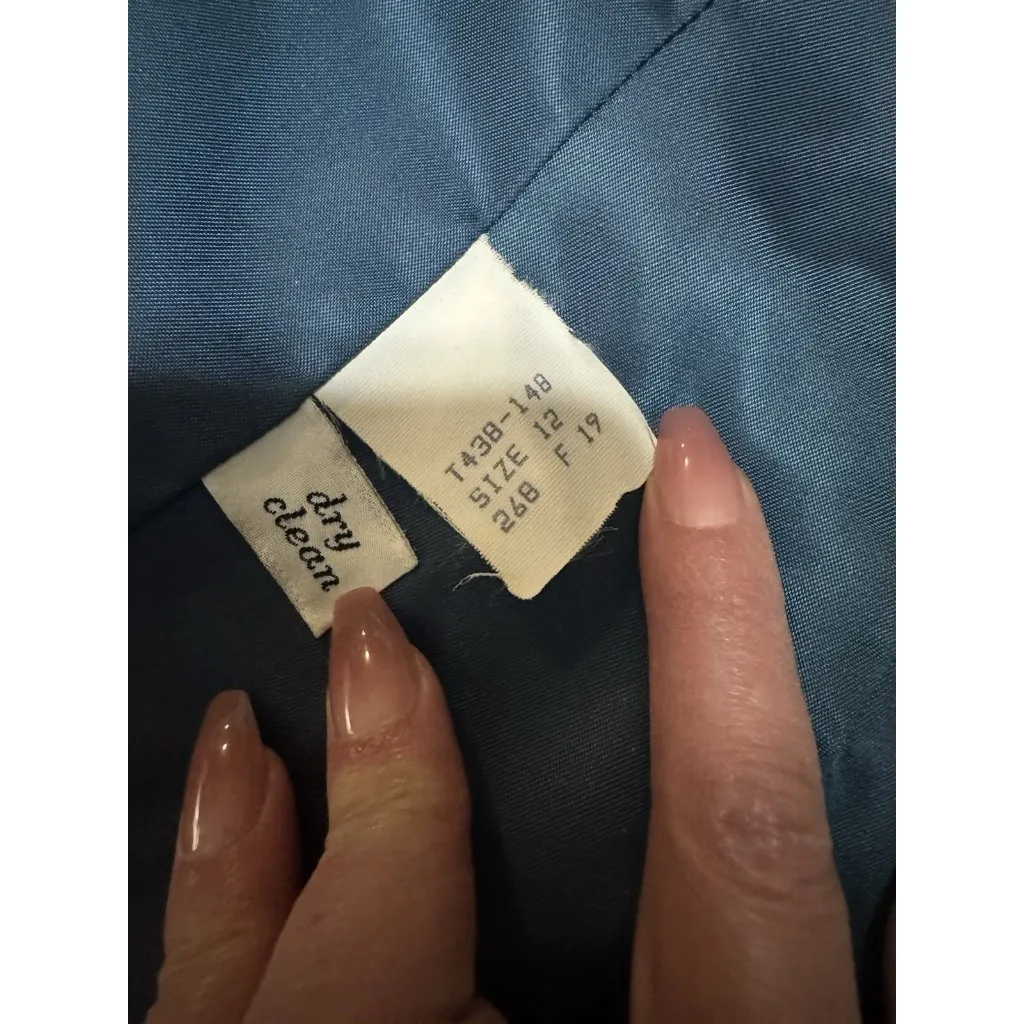 T438-148
SIZE 12
268 F 19
dry
clean